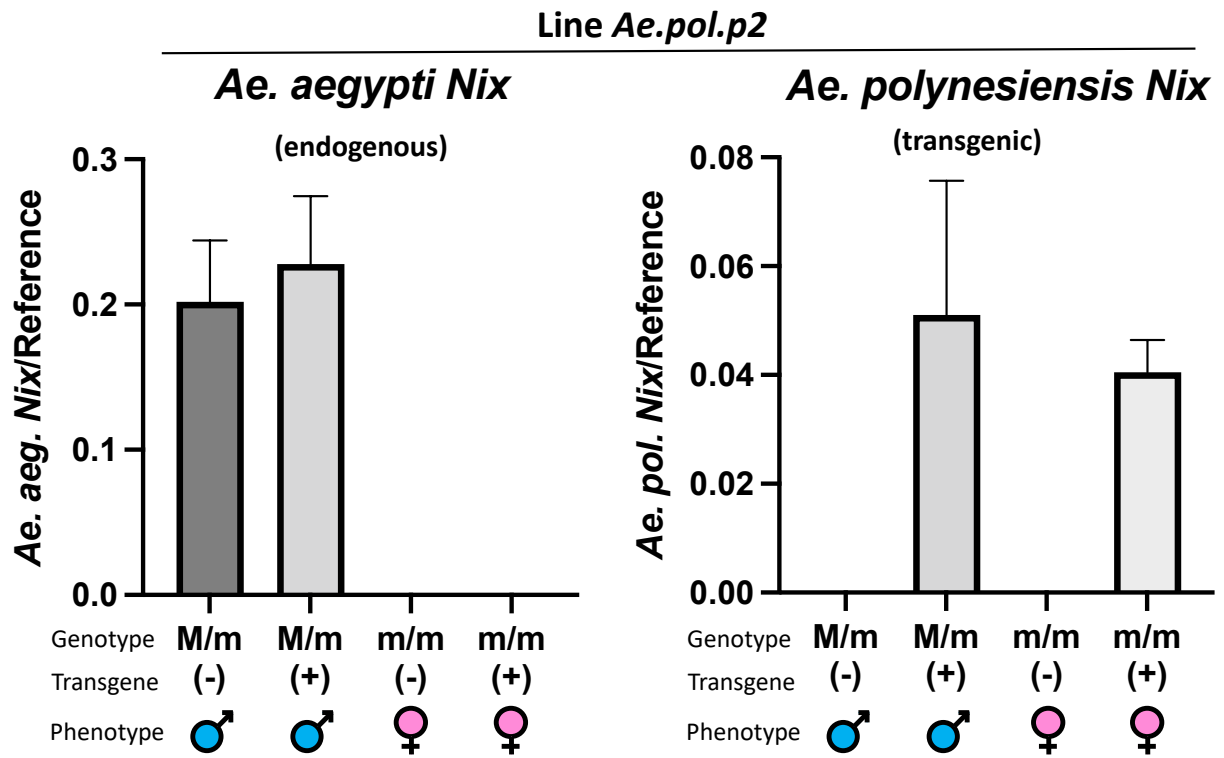 Line Ae.pol.p2
Ae. aegypti Nix
(endogenous)
Ae. aeg. Nix/Reference
0.3
0.2
0.1
0.0
Genotype M/m M/m m/m m/m
Transgene (-) (+) (-) (+)
Phenotype
Ae. polynesiensis Nix
(transgenic)
Ae. pol. Nix/Reference
0.08
0.06
0.04
0.02
0.00
Genotype M/m M/m m/m m/m
Transgene (-) (+) (-) (+)
Phenotype